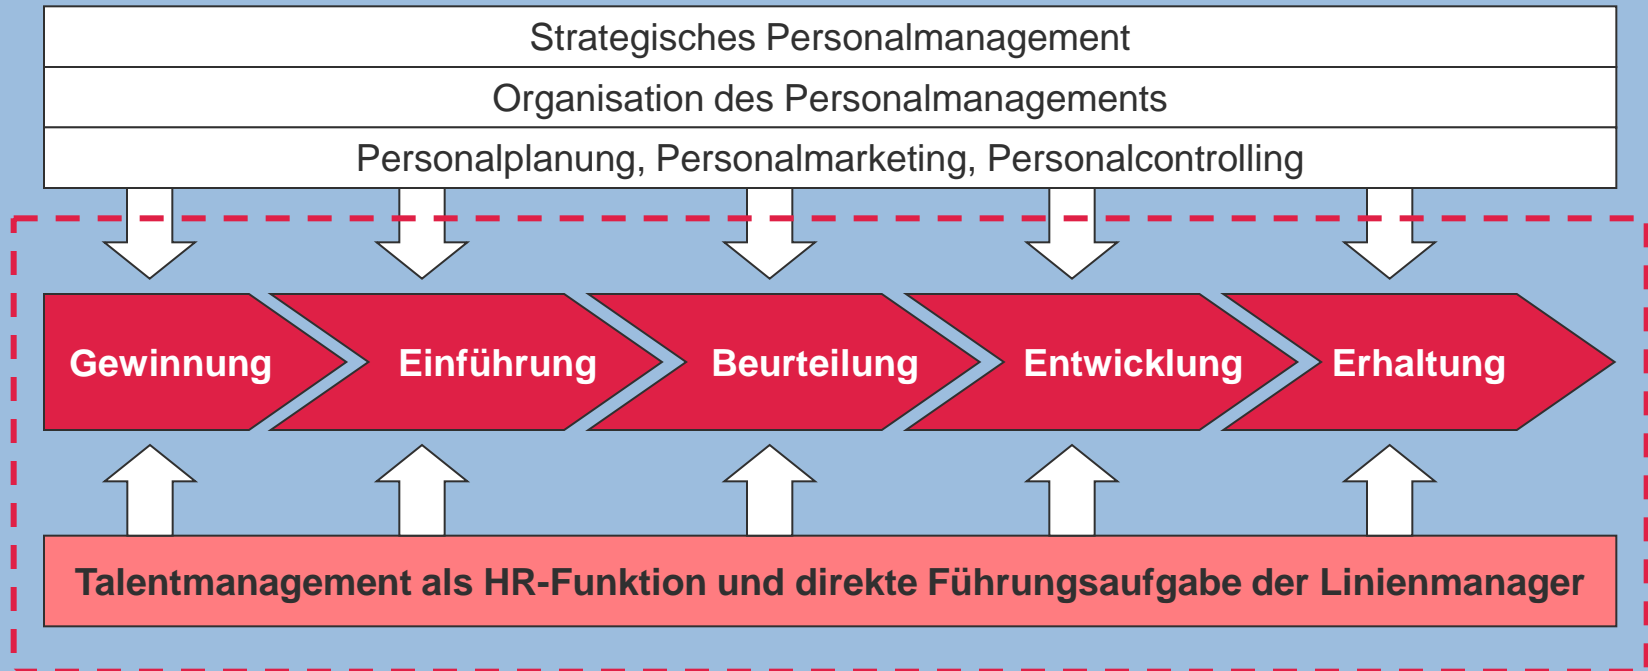 Strategisches Personalmanagement
Organisation des Personalmanagements
Personalplanung, Personalmarketing, Personalcontrolling
Gewinnung
Einführung
Beurteilung
Entwicklung
Erhaltung
Talentmanagement als HR-Funktion und direkte Führungsaufgabe der Linienmanager